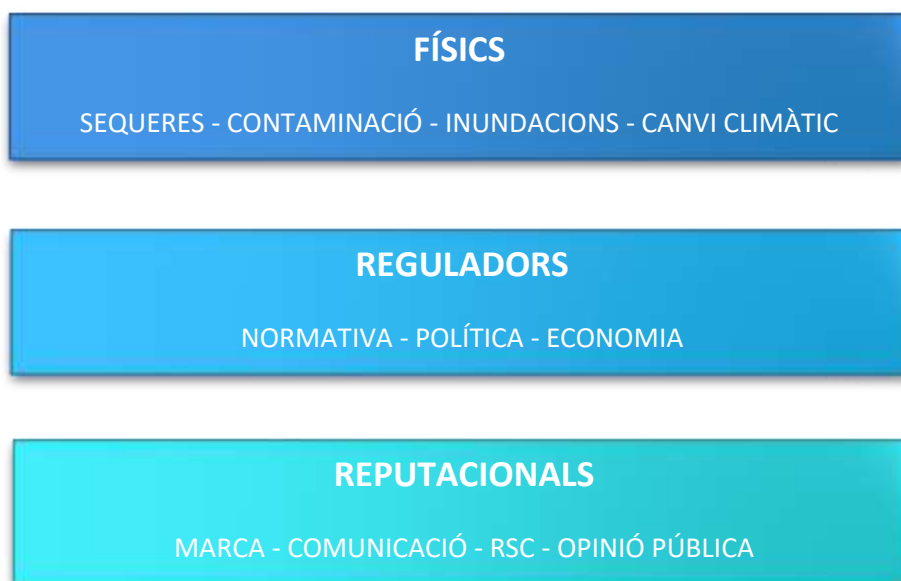 FÍSICS
SEQUERES - CONTAMINACIÓ - INUNDACIONS - CANVI CLIMÀTIC
REGULADORS
NORMATIVA - POLÍTICA - ECONOMIA
REPUTACIONALS
MARCA - COMUNICACIÓ - RSC - OPINIÓ PÚBLICA